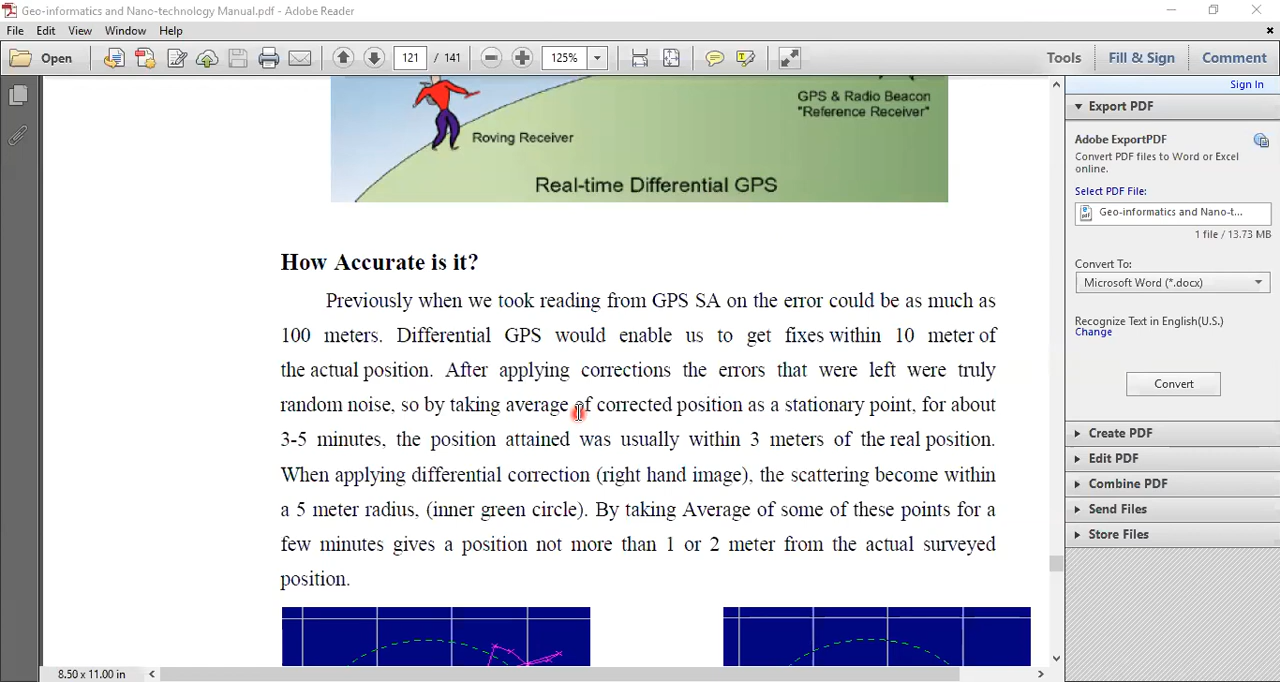 Geo-informatics and Nano-technology Manual.pdf - Adobe Reader
File Edit View Window Help
Open 121 / 141 125% Tools Fill & Sign Comment
Sign In
GPS & Radio Beacon
"Reference Receiver"
Roving Receiver
Real-time Differential GPS
How Accurate is it?
Previously when we took reading from GPS SA on the error could be as much as
100 meters. Differential GPS would enable us to get fixes within 10 meter of
the actual position. After applying corrections the errors that were left were truly
random noise, so by taking average of corrected position as a stationary point, for about
3-5 minutes, the position attained was usually within 3 meters of the real position.
When applying differential correction (right hand image), the scattering become within
a 5 meter radius, (inner green circle). By taking Average of some of these points for a
few minutes gives a position not more than 1 or 2 meter from the actual surveyed
position.
8.50 x 11.00 in
Export PDF
Adobe ExportPDF
Convert PDF files to Word or Excel
online.
Select PDF File:
Geo-informatics and Nano-t...
1 file / 13.73 MB
Convert To:
Microsoft Word (*.docx)
Recognize Text in English(U.S.)
Change
Convert
Create PDF
Edit PDF
Combine PDF
Send Files
Store Files